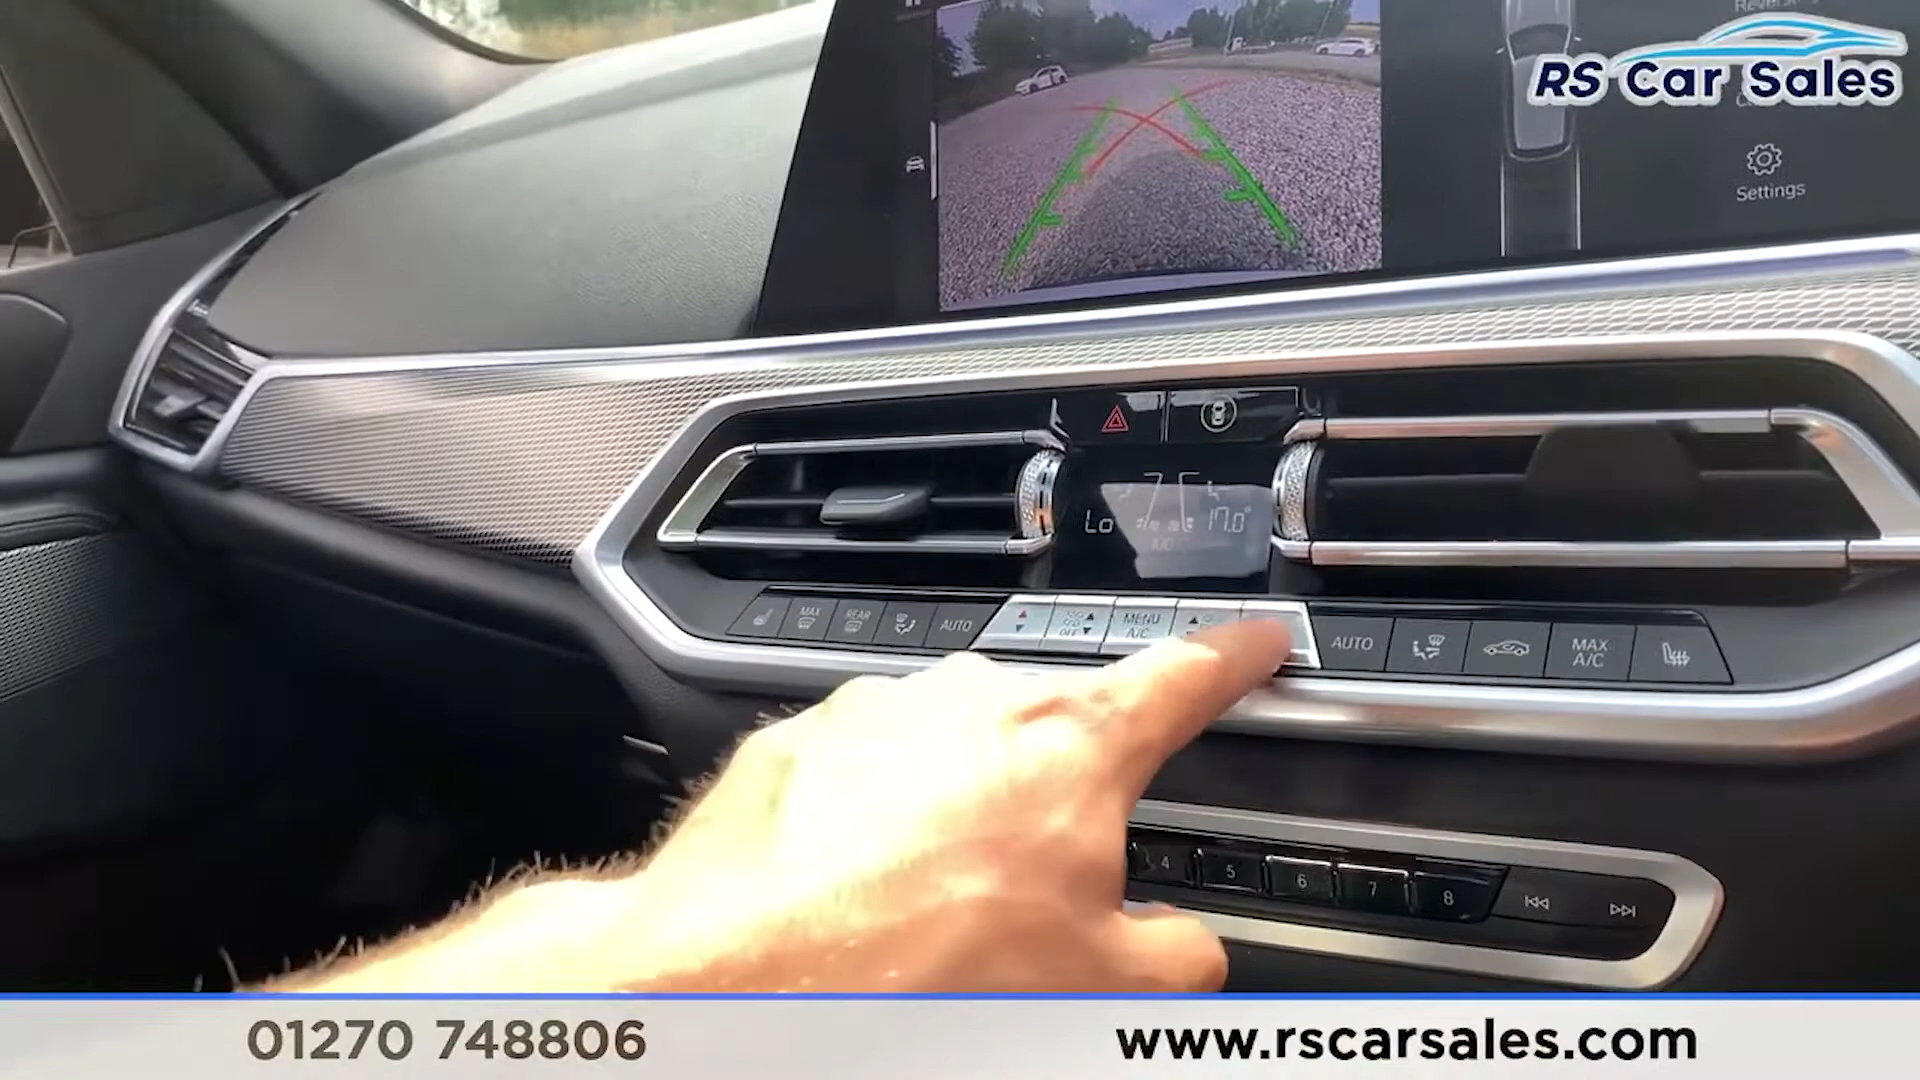 RS Car Sales
Settings
Lo 17.0°
A/C
MAX
REAR
AUTO
OFF
MENU
A/C
AUTO
MAX
A/C
4 5 6 7 8
01270 748806
www.rscarsales.com